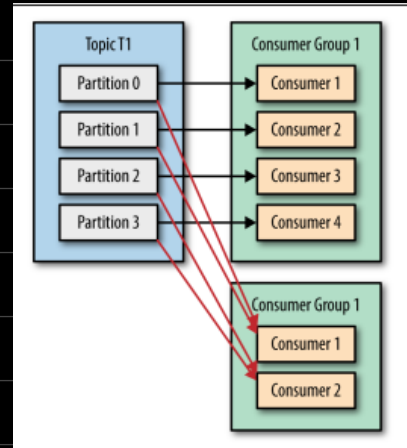 Topic T1
Partition 0
Partition 1
Partition 2
Partition 3
Consumer Group 1
Consumer 1
Consumer 2
Consumer 3
Consumer 4
Consumer Group 1
Consumer 1
Consumer 2